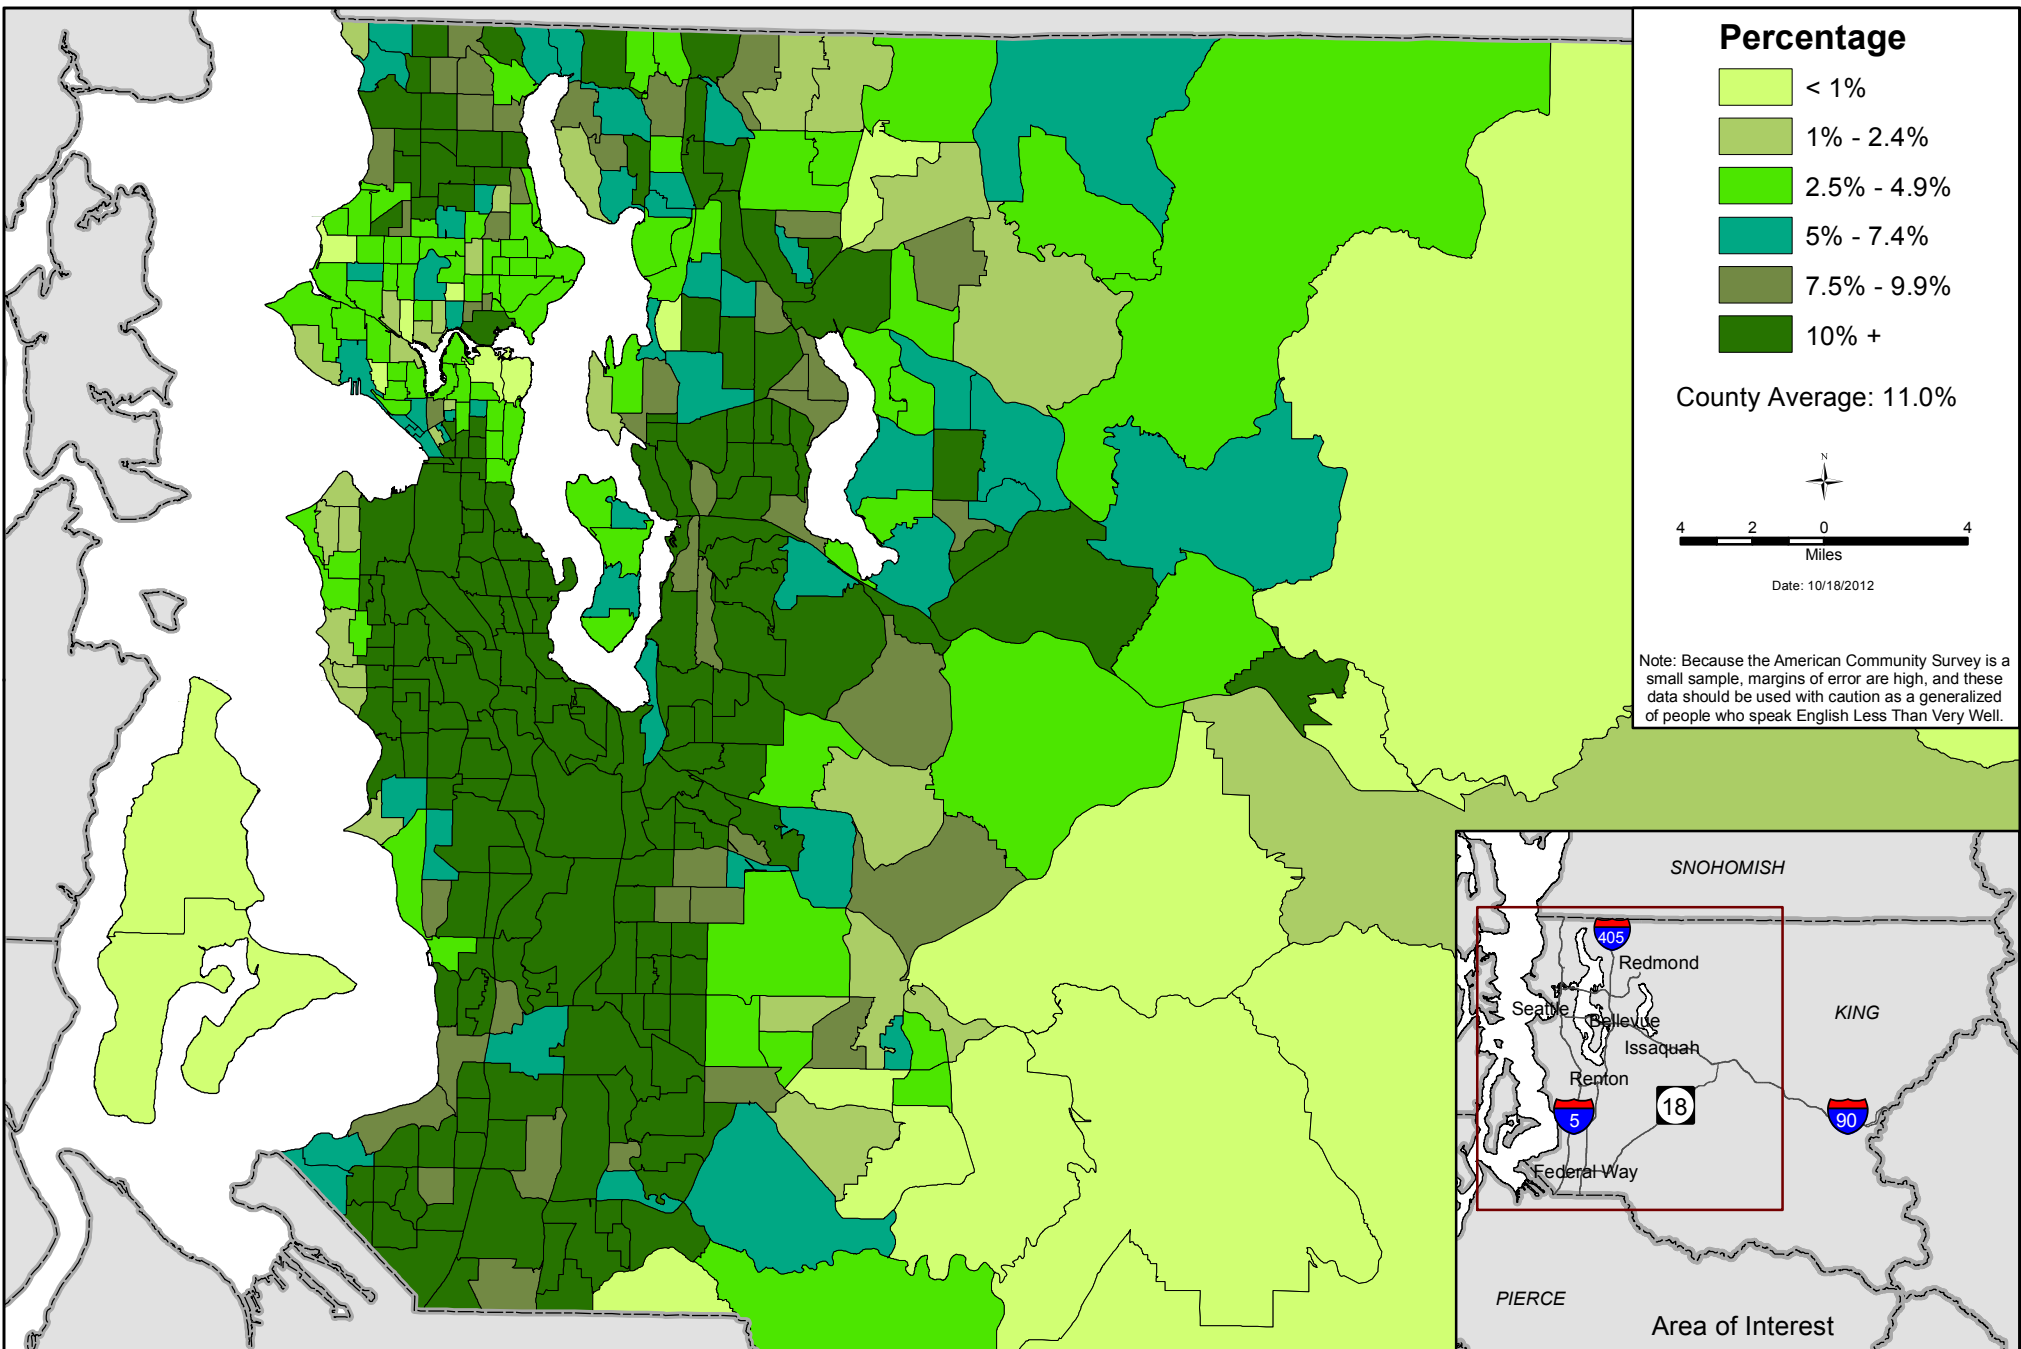 Percentage
< 1%
1% - 2.4%
2.5% - 4.9%
5% - 7.4%
7.5% - 9.9%
10% +
County Average: 11.0%
N
4 2 0 4
Miles
Date: 10/18/2012
Note: Because the American Community Survey is a
small sample, margins of error are high, and these
data should be used with caution as a generalized
of people who speak English Less Than Very Well.
SNOHOMISH
405
Redmond
Seattle
KING
Bellevue
Issaquah
Renton
18
5
90
Federal Way
PIERCE
Area of Interest